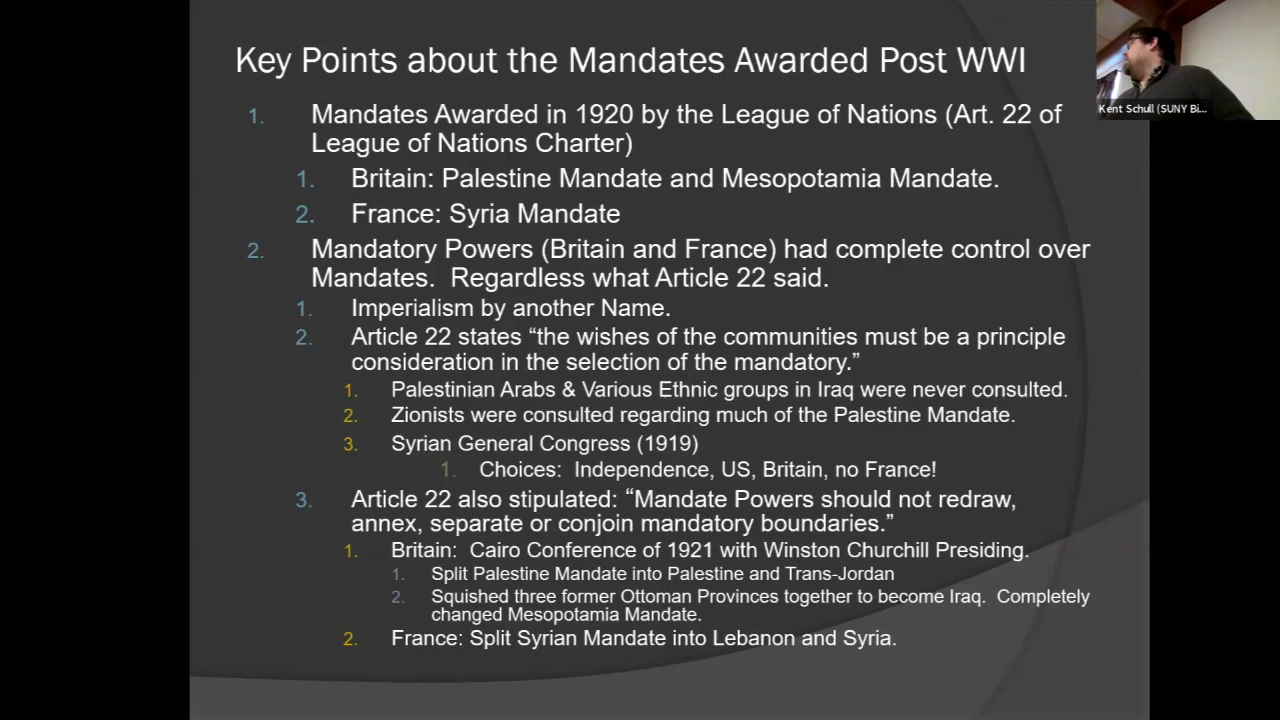 Key Points about the Mandates Awarded Post WWI
Kent Schull (SUNY Bi...
1. Mandates Awarded in 1920 by the League of Nations (Art. 22 of
League of Nations Charter)
1. Britain: Palestine Mandate and Mesopotamia Mandate.
2. France: Syria Mandate
2. Mandatory Powers (Britain and France) had complete control over
Mandates. Regardless what Article 22 said.
1. Imperialism by another Name.
2. Article 22 states “the wishes of the communities must be a principle
consideration in the selection of the mandatory.”
1. Palestinian Arabs & Various Ethnic groups in Iraq were never consulted.
2. Zionists were consulted regarding much of the Palestine Mandate.
3. Syrian General Congress (1919)
1. Choices: Independence, US, Britain, no France!
3. Article 22 also stipulated: “Mandate Powers should not redraw,
annex, separate or conjoin mandatory boundaries.”
1. Britain: Cairo Conference of 1921 with Winston Churchill Presiding.
1. Split Palestine Mandate into Palestine and Trans-Jordan
2. Squished three former Ottoman Provinces together to become Iraq. Completely
changed Mesopotamia Mandate.
2. France: Split Syrian Mandate into Lebanon and Syria.